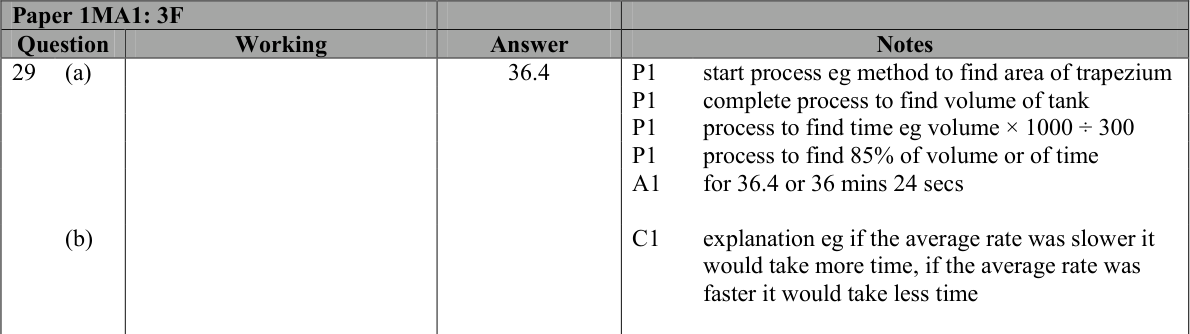 Paper 1MA1: 3F
Question Working Answer Notes
29 (a) 36.4 P1 start process eg method to find area of trapezium
P1 complete process to find volume of tank
P1 process to find time eg volume × 1000 ÷ 300
P1 process to find 85% of volume or of time
A1 for 36.4 or 36 mins 24 secs
(b) C1 explanation eg if the average rate was slower it
would take more time, if the average rate was
faster it would take less time